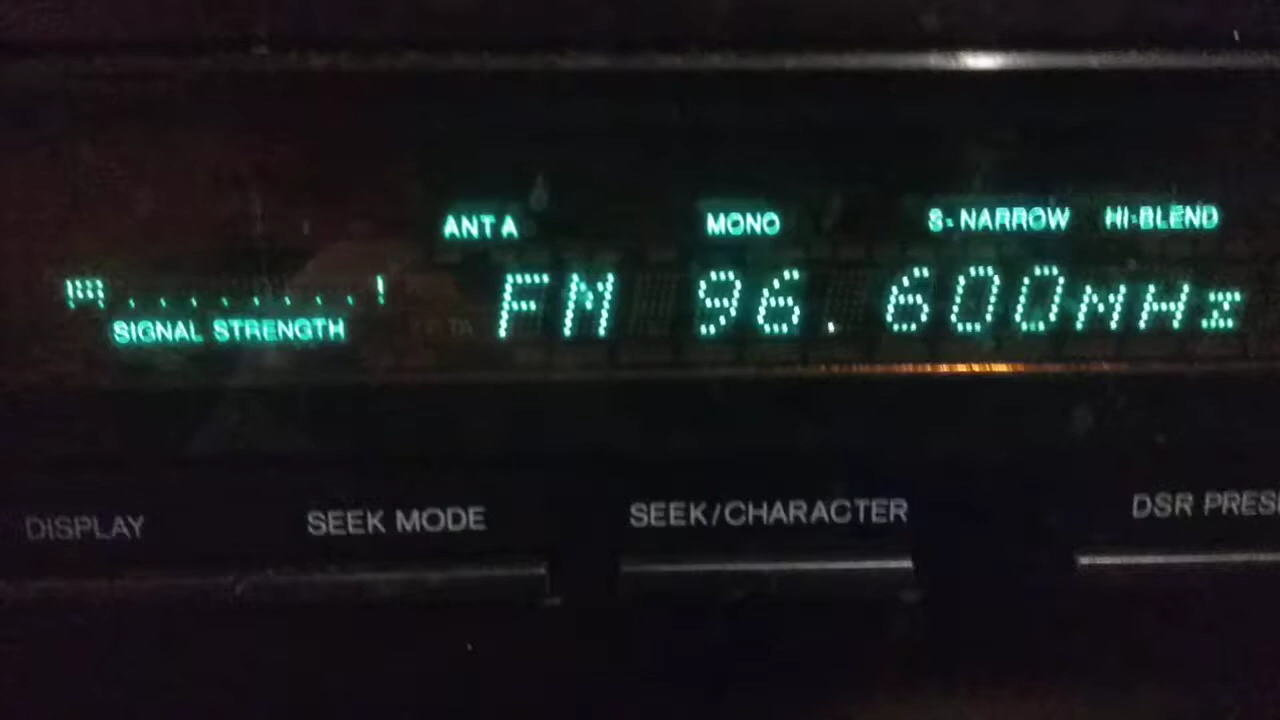 ANT A MONO S-NARROW HI-BLEND
FM 96.600MHz
SIGNAL STRENGTH
DISPLAY SEEK MODE SEEK/CHARACTER DSR PRES